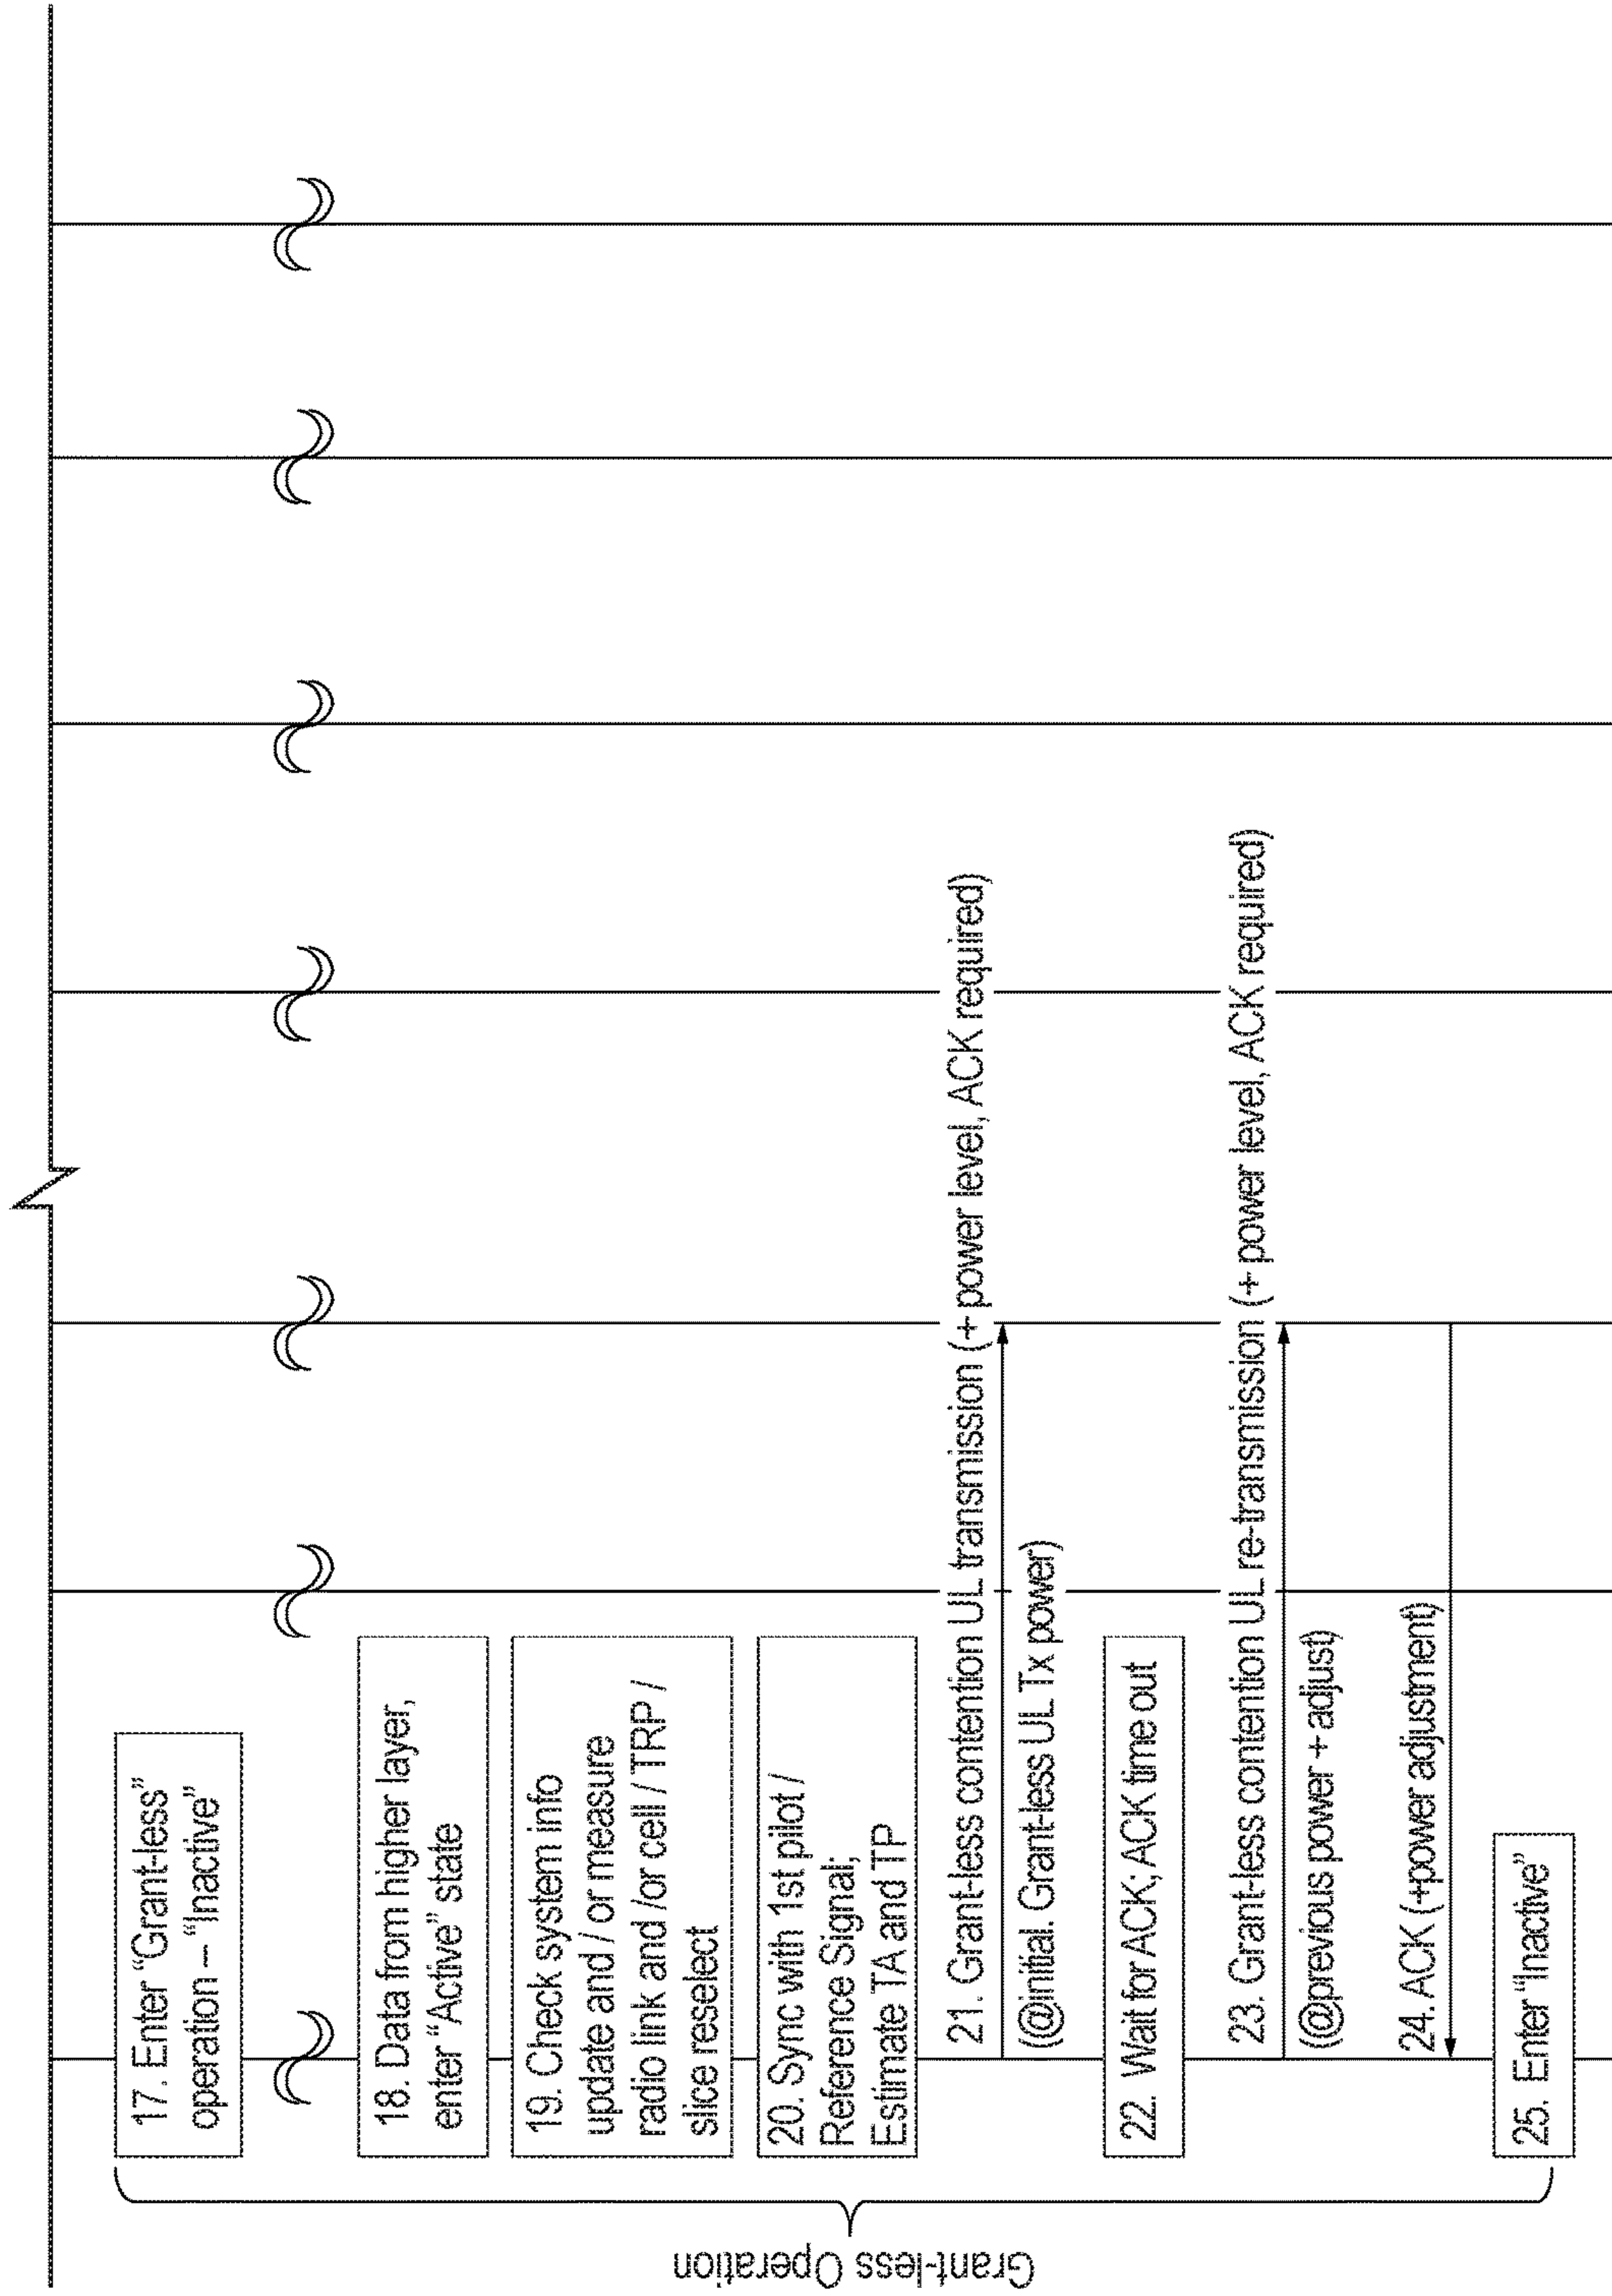 Grant-less Operation
17. Enter “Grant-less”
operation – “Inactive”
18. Data from higher layer,
enter “Active” state
19. Check system info
update and / or measure
radio link and /or cell / TRP /
slice reselect
20. Sync with 1st pilot /
Reference Signal;
Estimate TA and TP
21. Grant-less contention UL transmission (+ power level, ACK required)
(@initial. Grant-less UL Tx power)
22. Wait for ACK; ACK time out
23. Grant-less contention UL re-transmission (+ power level, ACK required)
(@previous power + adjust)
24. ACK (+power adjustment)
25. Enter “Inactive”